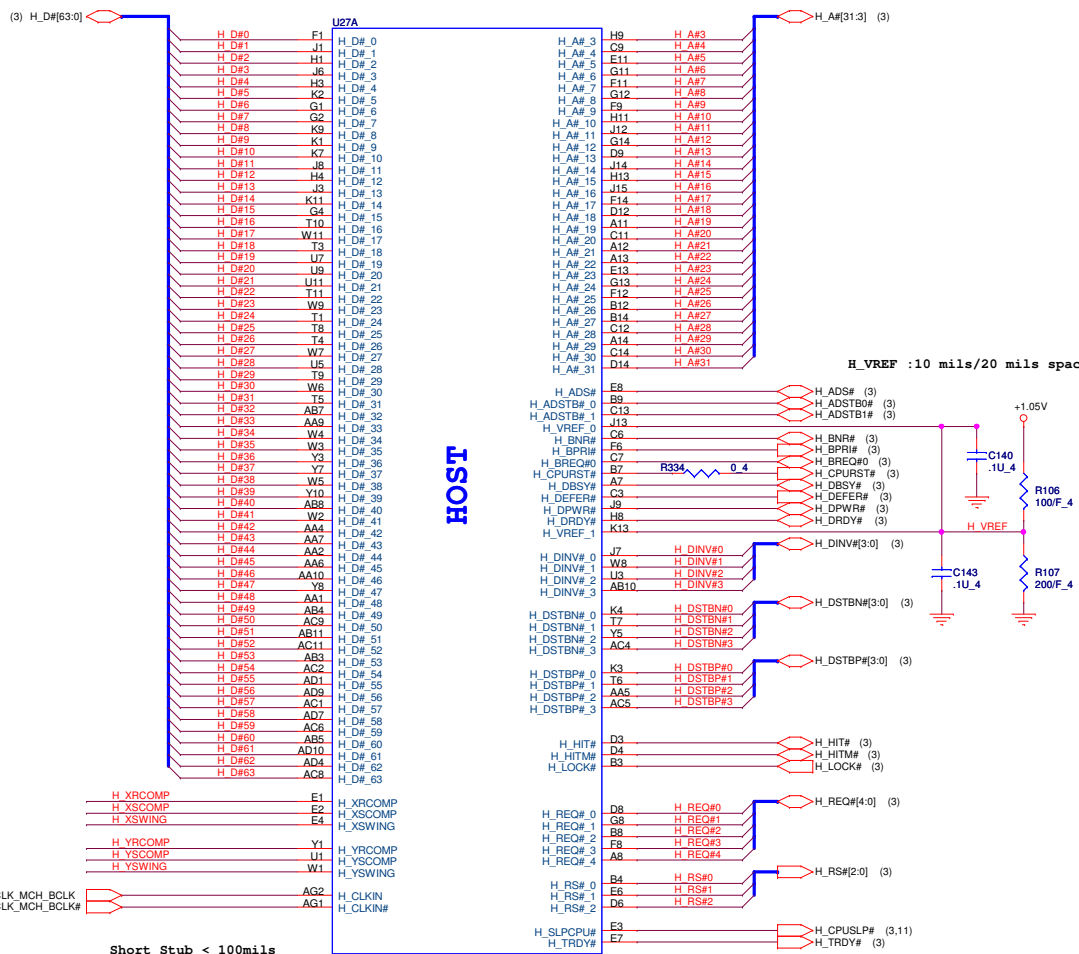 (3) H_D#[63:0]
U27A
H_A#[31:3] (3)
H_D#0 F1 H_D#_0
H_D#1 J1 H_D#_1
H_D#2 H1 H_D#_2
H_D#3 J6 H_D#_3
H_D#4 H3 H_D#_4
H_D#5 K2 H_D#_5
H_D#6 G1 H_D#_6
H_D#7 G2 H_D#_7
H_D#8 K9 H_D#_8
H_D#9 K1 H_D#_9
H_D#10 K7 H_D#_10
H_D#11 J8 H_D#_11
H_D#12 H4 H_D#_12
H_D#13 J3 H_D#_13
H_D#14 K11 H_D#_14
H_D#15 G4 H_D#_15
H_D#16 T10 H_D#_16
H_D#17 W11 H_D#_17
H_D#18 T3 H_D#_18
H_D#19 U7 H_D#_19
H_D#20 U9 H_D#_20
H_D#21 U11 H_D#_21
H_D#22 T11 H_D#_22
H_D#23 W9 H_D#_23
H_D#24 T1 H_D#_24
H_D#25 T8 H_D#_25
H_D#26 T4 H_D#_26
H_D#27 W7 H_D#_27
H_D#28 U5 H_D#_28
H_D#29 T9 H_D#_29
H_D#30 W6 H_D#_30
H_D#31 T5 H_D#_31
H_D#32 AB7 H_D#_32
H_D#33 AA9 H_D#_33
H_D#34 W4 H_D#_34
H_D#35 W3 H_D#_35
H_D#36 Y3 H_D#_36
H_D#37 Y7 H_D#_37
H_D#38 W5 H_D#_38
H_D#39 Y10 H_D#_39
H_D#40 AB8 H_D#_40
H_D#41 W2 H_D#_41
H_D#42 AA4 H_D#_42
H_D#43 AA7 H_D#_43
H_D#44 AA2 H_D#_44
H_D#45 AA6 H_D#_45
H_D#46 AA10 H_D#_46
H_D#47 Y8 H_D#_47
H_D#48 AA1 H_D#_48
H_D#49 AB4 H_D#_49
H_D#50 AC9 H_D#_50
H_D#51 AB11 H_D#_51
H_D#52 AC11 H_D#_52
H_D#53 AB3 H_D#_53
H_D#54 AC2 H_D#_54
H_D#55 AD1 H_D#_55
H_D#56 AD9 H_D#_56
H_D#57 AC1 H_D#_57
H_D#58 AD7 H_D#_58
H_D#59 AC6 H_D#_59
H_D#60 AB5 H_D#_60
H_D#61 AD10 H_D#_61
H_D#62 AD4 H_D#_62
H_D#63 AC8 H_D#_63
H_XRCOMP E1 H_XRCOMP
H_XSCOMP E2 H_XSCOMP
H_XSWING E4 H_XSWING
H_YRCOMP Y1 H_YRCOMP
H_YSCOMP U1 H_YSCOMP
H_YSWING W1 H_YSWING
LK_MCH_BCLK AG2 H_CLKIN
LK_MCH_BCLK# AG1 H_CLKIN#
Short Stub < 100mils
HOST
H_A#_3 H9 H_A#3
H_A#_4 C9 H_A#4
H_A#_5 E11 H_A#5
H_A#_6 G11 H_A#6
H_A#_7 F11 H_A#7
H_A#_8 G12 H_A#8
H_A#_9 F9 H_A#9
H_A#_10 H11 H_A#10
H_A#_11 J12 H_A#11
H_A#_12 G14 H_A#12
H_A#_13 D9 H_A#13
H_A#_14 J14 H_A#14
H_A#_15 H13 H_A#15
H_A#_16 J15 H_A#16
H_A#_17 F14 H_A#17
H_A#_18 D12 H_A#18
H_A#_19 A11 H_A#19
H_A#_20 C11 H_A#20
H_A#_21 A12 H_A#21
H_A#_22 A13 H_A#22
H_A#_23 E13 H_A#23
H_A#_24 G13 H_A#24
H_A#_25 F12 H_A#25
H_A#_26 B12 H_A#26
H_A#_27 B14 H_A#27
H_A#_28 C12 H_A#28
H_A#_29 A14 H_A#29
H_A#_30 C14 H_A#30
H_A#_31 D14 H_A#31
H_VREF :10 mils/20 mils spac
H_ADS# E8 H_ADS# (3)
H_ADSTB#_0 B9 H_ADSTB0# (3)
H_ADSTB#_1 C13 H_ADSTB1# (3)
H_VREF_0 J13
H_BNR# C6 H_BNR# (3)
H_BPRI# F6 H_BPRI# (3)
H_BREQ#0 C7 H_BREQ#0 (3)
H_CPURST# B7 R334 0_4 H_CPURST# (3)
H_DBSY# A7 H_DBSY# (3)
H_DEFER# C3 H_DEFER# (3)
H_DPWR# J9 H_DPWR# (3)
H_DRDY# H8 H_DRDY# (3)
H_VREF_1 K13 H_VREF
+1.05V
C140
.1U_4
R106
100/F_4
C143
.1U_4
R107
200/F_4
H_DINV#[3:0] (3)
H_DINV#_0 J7 H_DINV#0
H_DINV#_1 W8 H_DINV#1
H_DINV#_2 U3 H_DINV#2
H_DINV#_3 AB10 H_DINV#3
H_DSTBN#[3:0] (3)
H_DSTBN#_0 K4 H_DSTBN#0
H_DSTBN#_1 T7 H_DSTBN#1
H_DSTBN#_2 Y5 H_DSTBN#2
H_DSTBN#_3 AC4 H_DSTBN#3
H_DSTBP#[3:0] (3)
H_DSTBP#_0 K3 H_DSTBP#0
H_DSTBP#_1 T6 H_DSTBP#1
H_DSTBP#_2 AA5 H_DSTBP#2
H_DSTBP#_3 AC5 H_DSTBP#3
H_HIT# D3 H_HIT# (3)
H_HITM# D4 H_HITM# (3)
H_LOCK# B3 H_LOCK# (3)
H_REQ#[4:0] (3)
H_REQ#_0 D8 H_REQ#0
H_REQ#_1 G8 H_REQ#1
H_REQ#_2 B8 H_REQ#2
H_REQ#_3 F8 H_REQ#3
H_REQ#_4 A8 H_REQ#4
H_RS#[2:0] (3)
H_RS#_0 B4 H_RS#0
H_RS#_1 E6 H_RS#1
H_RS#_2 D6 H_RS#2
H_SLPCPU# E3 H_CPUSLP# (3,11)
H_TRDY# E7 H_TRDY# (3)